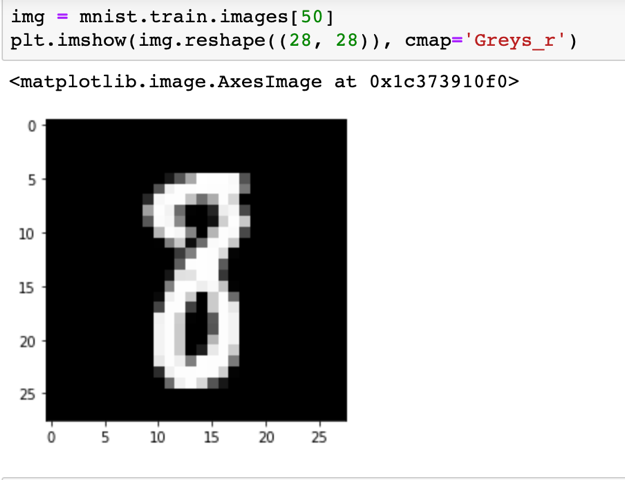 img = mnist.train.images[50]
plt.imshow(img.reshape((28, 28)), cmap='Greys_r')
<matplotlib.image.AxesImage at 0x1c373910f0>
0
5
10
15
20
25
0 5 10 15 20 25
8